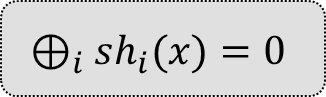 ⊕ᵢ shᵢ(x) = 0